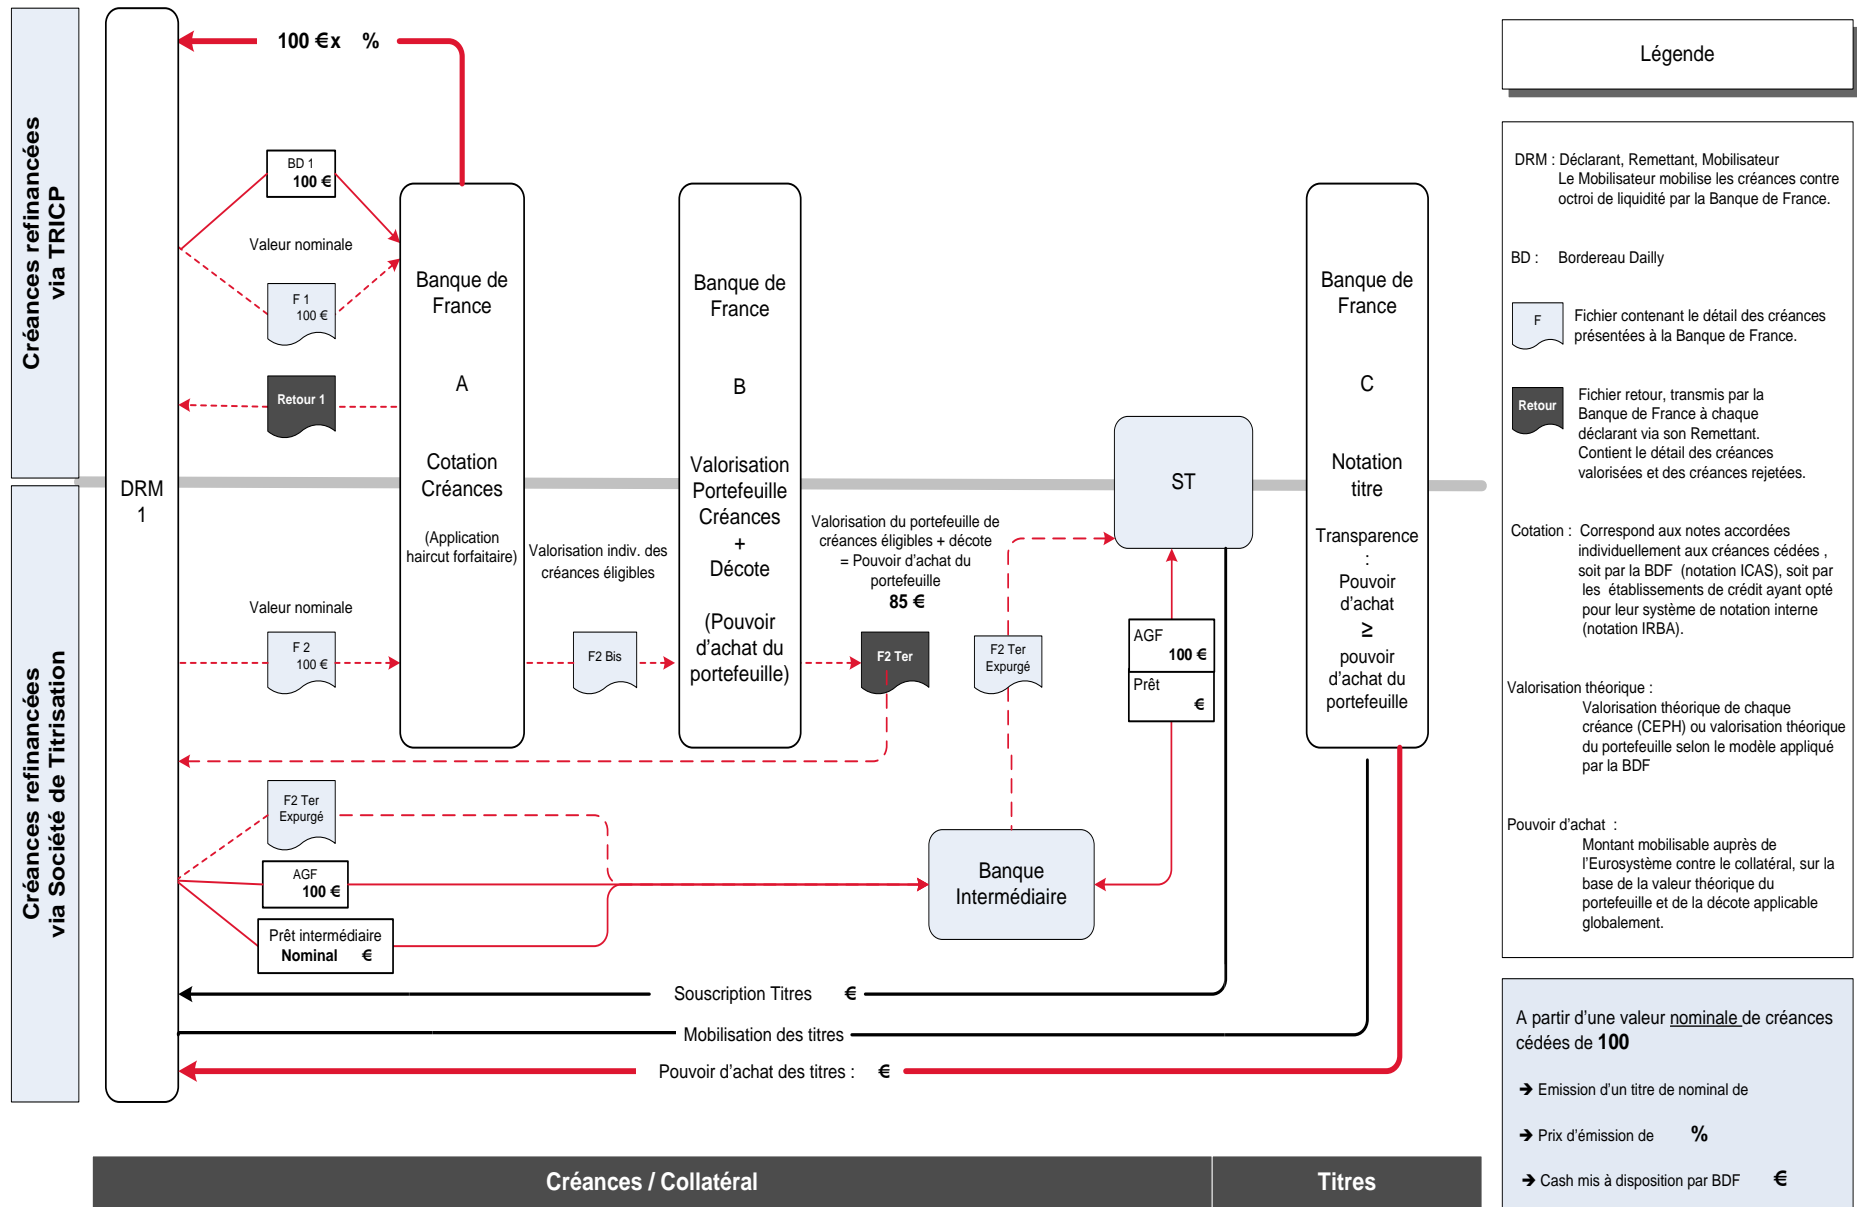 Créances refinancées
via TRICP
Créances refinancées
via Société de Titrisation
DRM
1
100 €x %
BD 1
100 €
Valeur nominale
F 1
100 €
Retour 1
Banque de
France
A
Cotation
Créances
(Application
haircut forfaitaire)
Valeur nominale
F 2
100 €
Valorisation indiv. des
créances éligibles
F2 Bis
Banque de
France
B
Valorisation
Portefeuille
Créances
+
Décote
(Pouvoir
d'achat du
portefeuille)
Valorisation du portefeuille de
créances éligibles + décote
= Pouvoir d'achat du
portefeuille
85 €
F2 Ter
F2 Ter
Expurgé
ST
AGF
100 €
Prêt
€
Banque de
France
C
Notation
titre
Transparence
:
Pouvoir
d'achat
≥
pouvoir
d'achat du
portefeuille
F2 Ter
Expurgé
AGF
100 €
Prêt intermédiaire
Nominal €
Banque
Intermédiaire
Souscription Titres €
Mobilisation des titres
Pouvoir d'achat des titres : €
Créances / Collatéral
Titres
Légende
DRM : Déclarant, Remettant, Mobilisateur
Le Mobilisateur mobilise les créances contre
octroi de liquidité par la Banque de France.
BD : Bordereau Dailly
F
Fichier contenant le détail des créances
présentées à la Banque de France.
Retour
Fichier retour, transmis par la
Banque de France à chaque
déclarant via son Remettant.
Contient le détail des créances
valorisées et des créances rejetées.
Cotation : Correspond aux notes accordées
individuellement aux créances cédées ,
soit par la BDF (notation ICAS), soit par
les établissements de crédit ayant opté
pour leur système de notation interne
(notation IRBA).
Valorisation théorique :
Valorisation théorique de chaque
créance (CEPH) ou valorisation théorique
du portefeuille selon le modèle appliqué
par la BDF
Pouvoir d'achat :
Montant mobilisable auprès de
l'Eurosystème contre le collatéral, sur la
base de la valeur théorique du
portefeuille et de la décote applicable
globalement.
A partir d'une valeur nominale de créances
cédées de 100
➔ Emission d'un titre de nominal de
➔ Prix d'émission de %
➔ Cash mis à disposition par BDF €